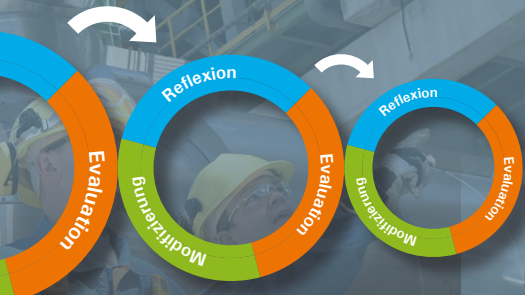 Evaluation
Reflexion
Evaluation
Modifizierung
Reflexion
Evaluation
Modifizierung